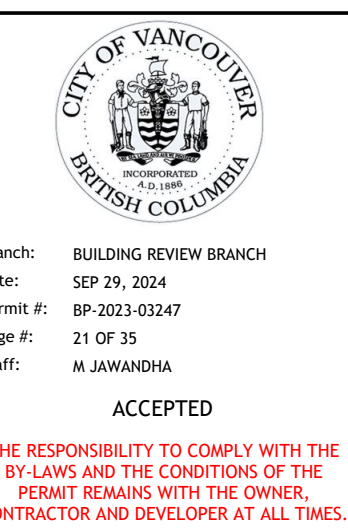 CITY OF VANCOUVER
INCORPORATED
A.D.1886
BRITISH COLUMBIA
anch: BUILDING REVIEW BRANCH
te: SEP 29, 2024
rmit #: BP-2023-03247
ge #: 21 OF 35
aff: M JAWANDHA
ACCEPTED
HE RESPONSIBILITY TO COMPLY WITH THE
BY-LAWS AND THE CONDITIONS OF THE
PERMIT REMAINS WITH THE OWNER,
ONTRACTOR AND DEVELOPER AT ALL TIMES.